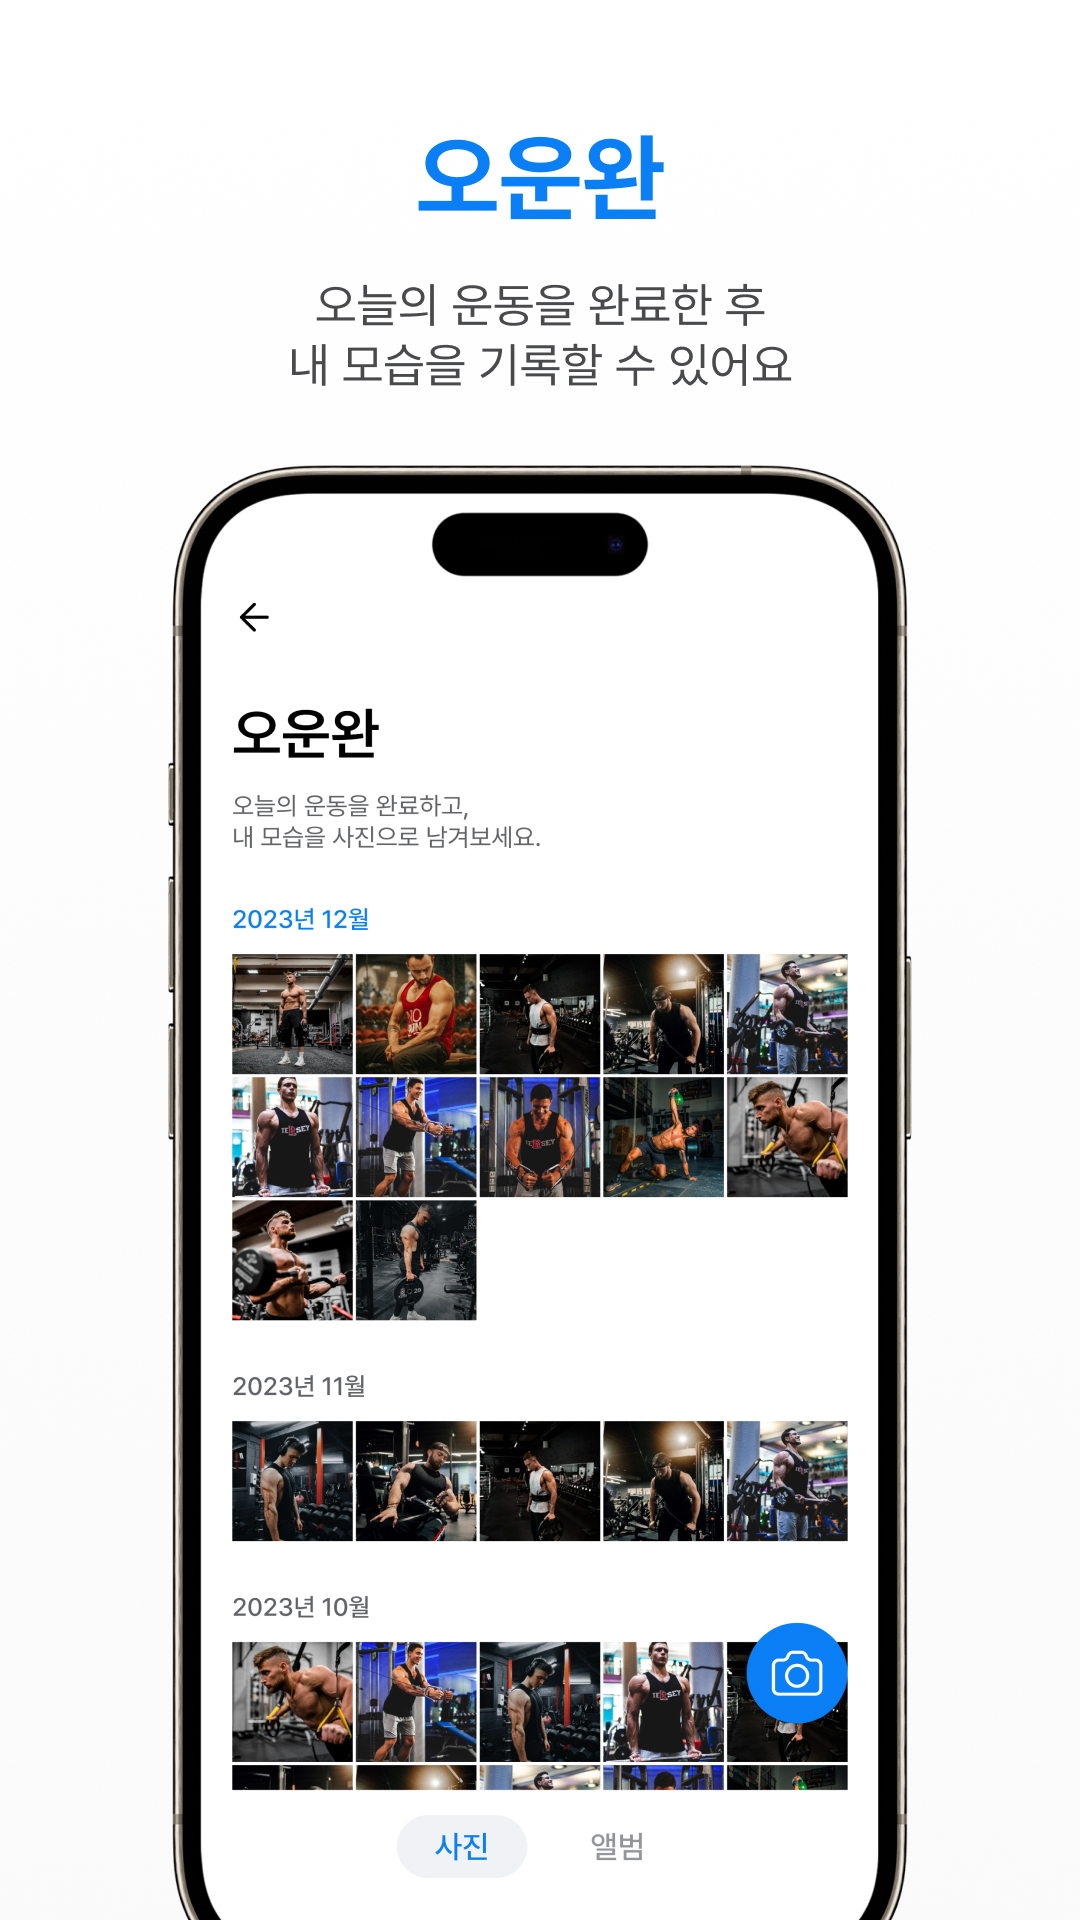 오운완
오늘의 운동을 완료한 후
내 모습을 기록할 수 있어요
오운완
오늘의 운동을 완료하고,
내 모습을 사진으로 남겨보세요.
2023년 12월
2023년 11월
2023년 10월
사진
앨범